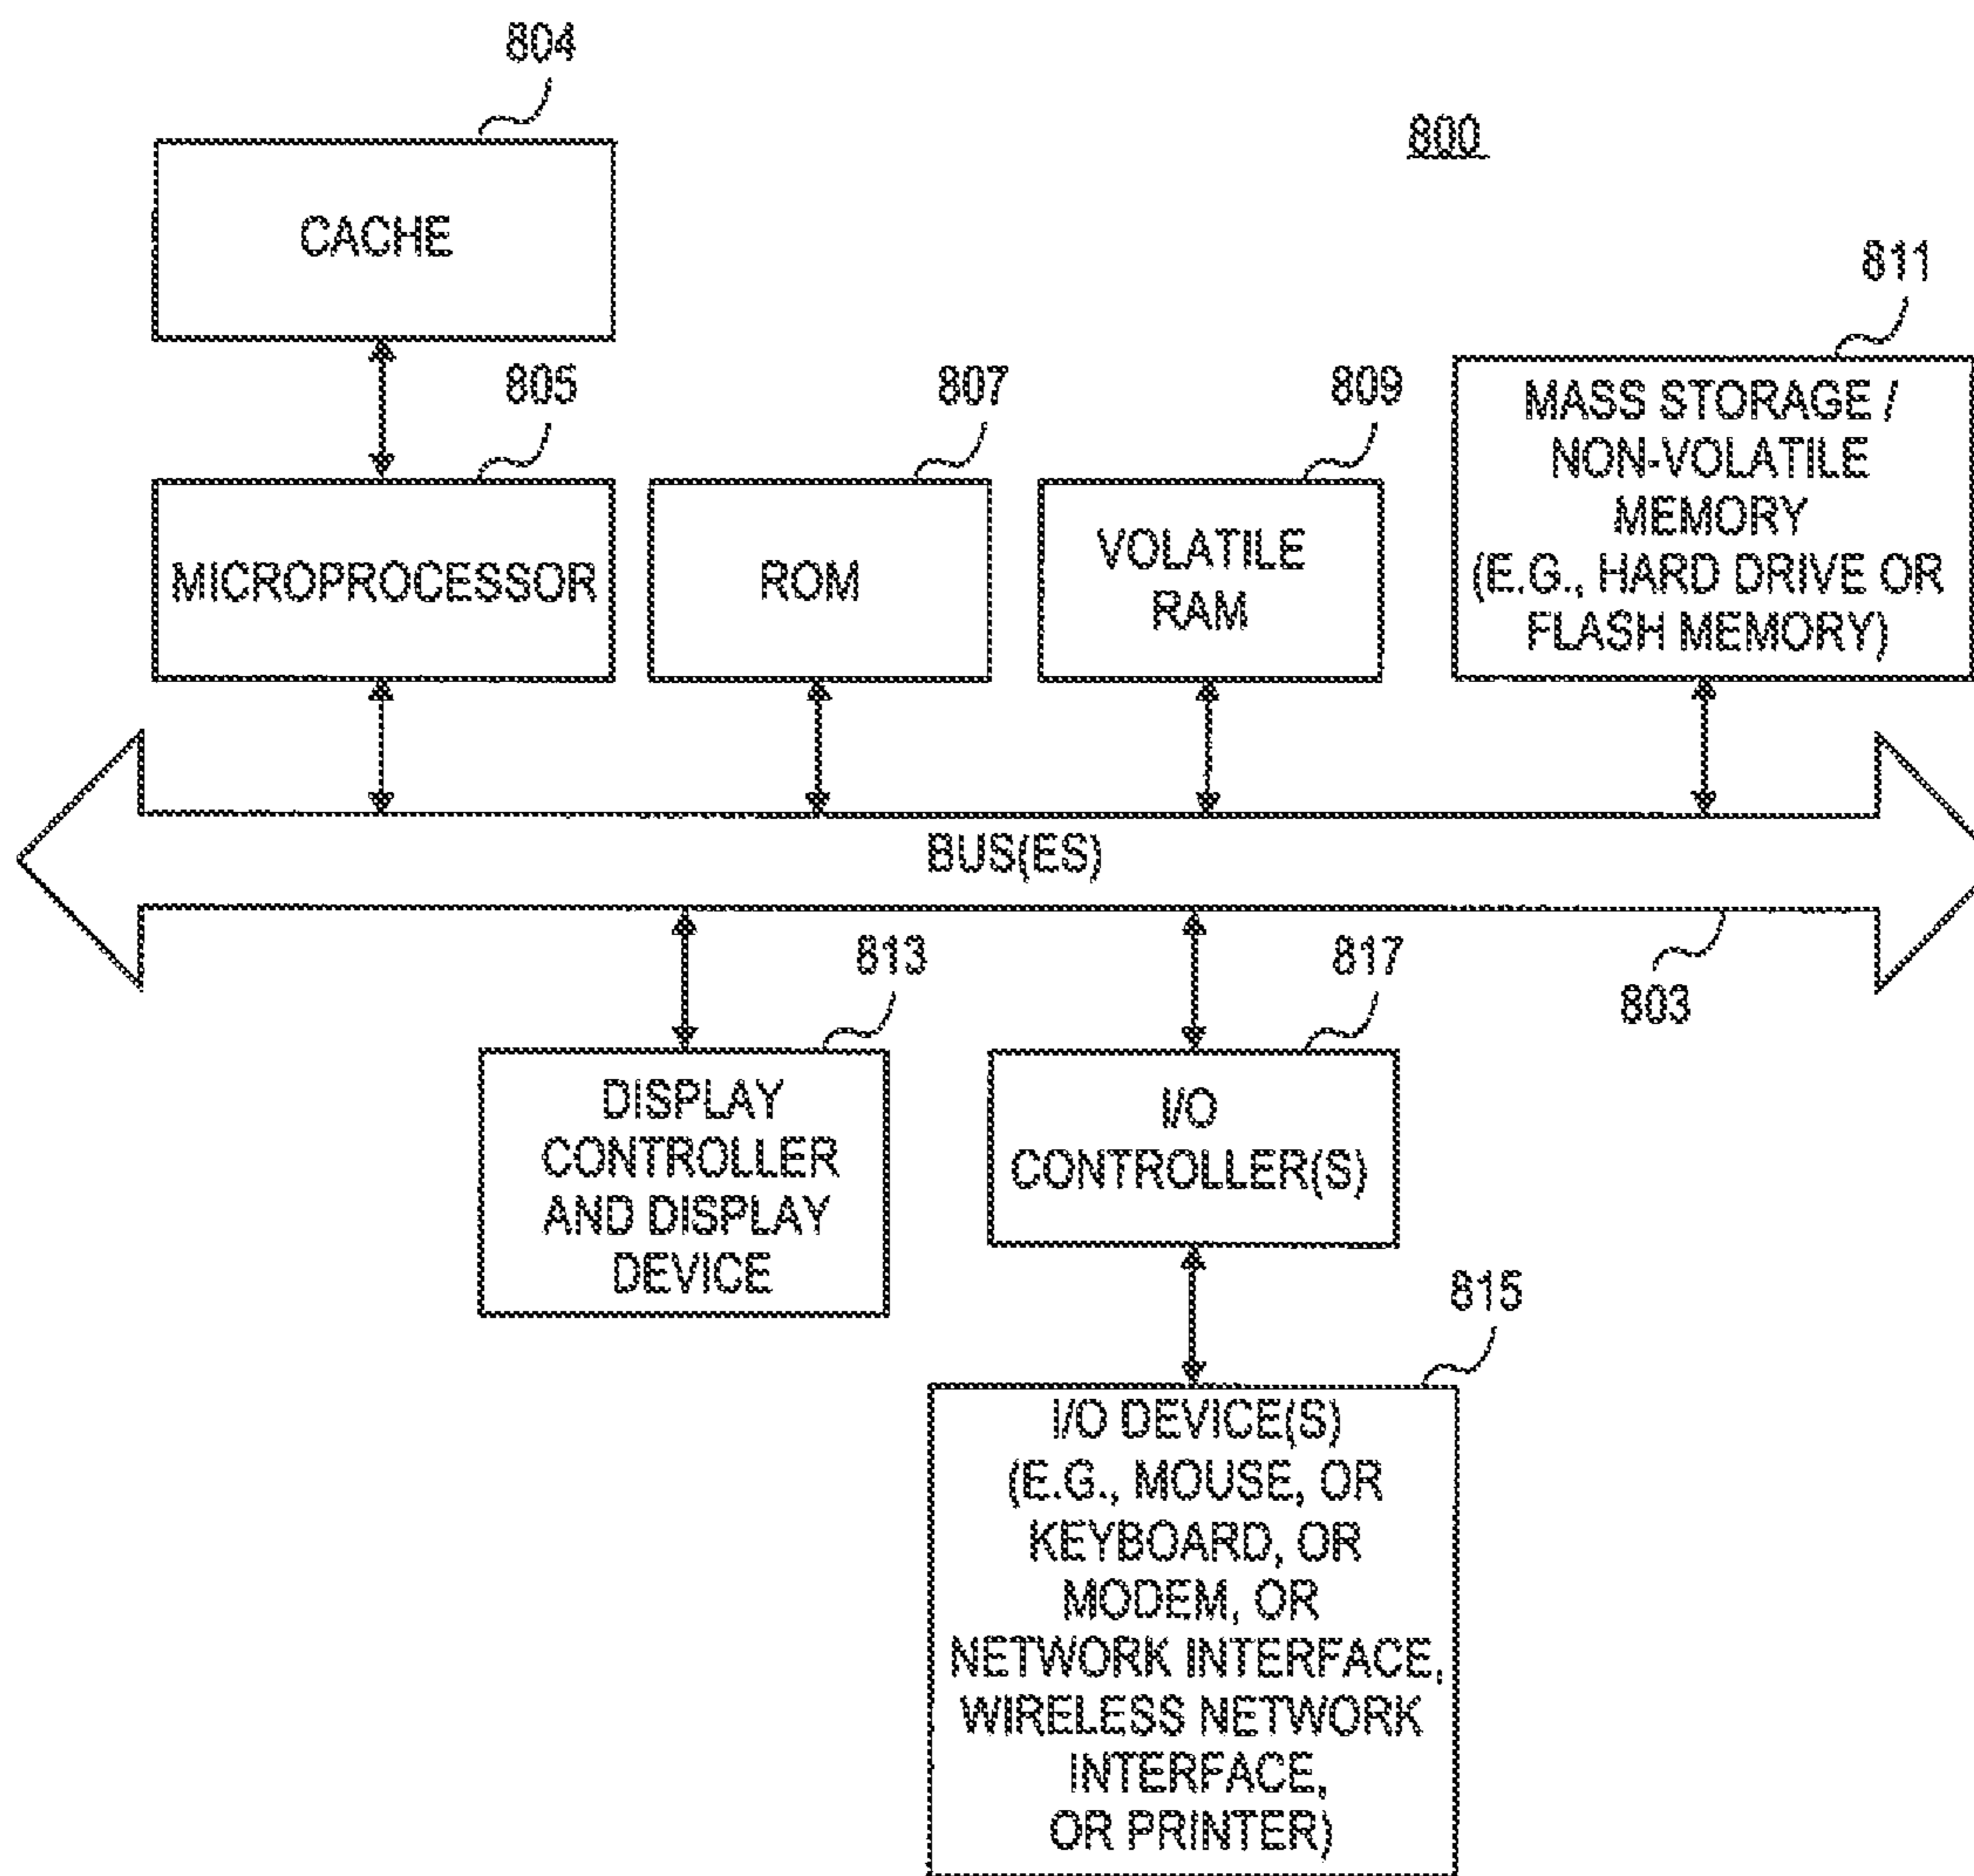 804
800
CACHE
811
805
807
809
MASS STORAGE /
NON-VOLATILE
MEMORY
(E.G., HARD DRIVE OR
FLASH MEMORY)
MICROPROCESSOR
ROM
VOLATILE
RAM
BUS(ES)
813
817
803
DISPLAY
CONTROLLER
AND DISPLAY
DEVICE
I/O
CONTROLLER(S)
815
I/O DEVICE(S)
(E.G., MOUSE, OR
KEYBOARD, OR
MODEM, OR
NETWORK INTERFACE,
WIRELESS NETWORK
INTERFACE,
OR PRINTER)